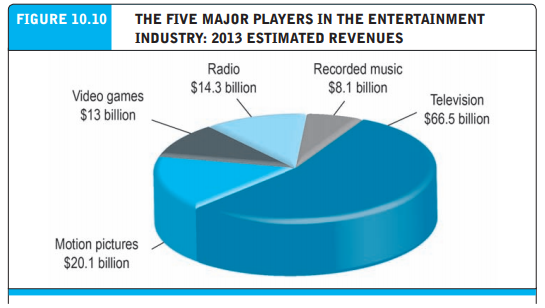 FIGURE 10.10
THE FIVE MAJOR PLAYERS IN THE ENTERTAINMENT
INDUSTRY: 2013 ESTIMATED REVENUES
Radio
$14.3 billion
Recorded music
$8.1 billion
Video games
$13 billion
Television
$66.5 billion
Motion pictures
$20.1 billion